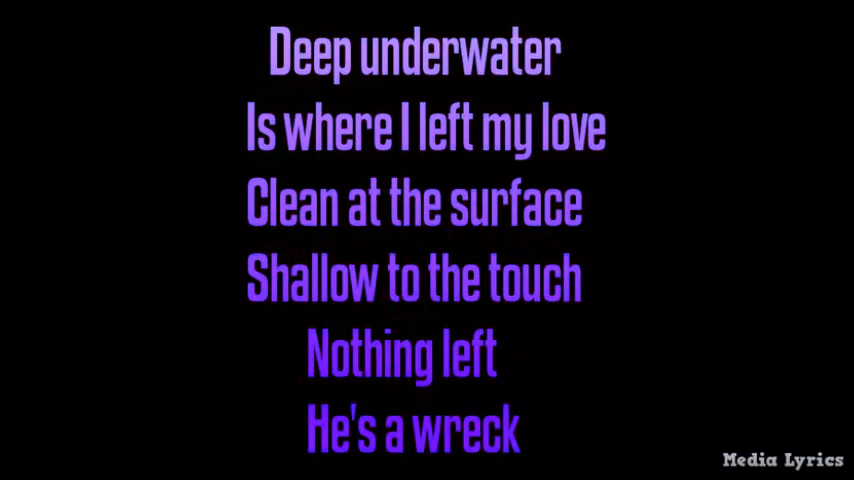 Deep underwater
Is where I left my love
Clean at the surface
Shallow to the touch
Nothing left
He's a wreck
Media Lyrics